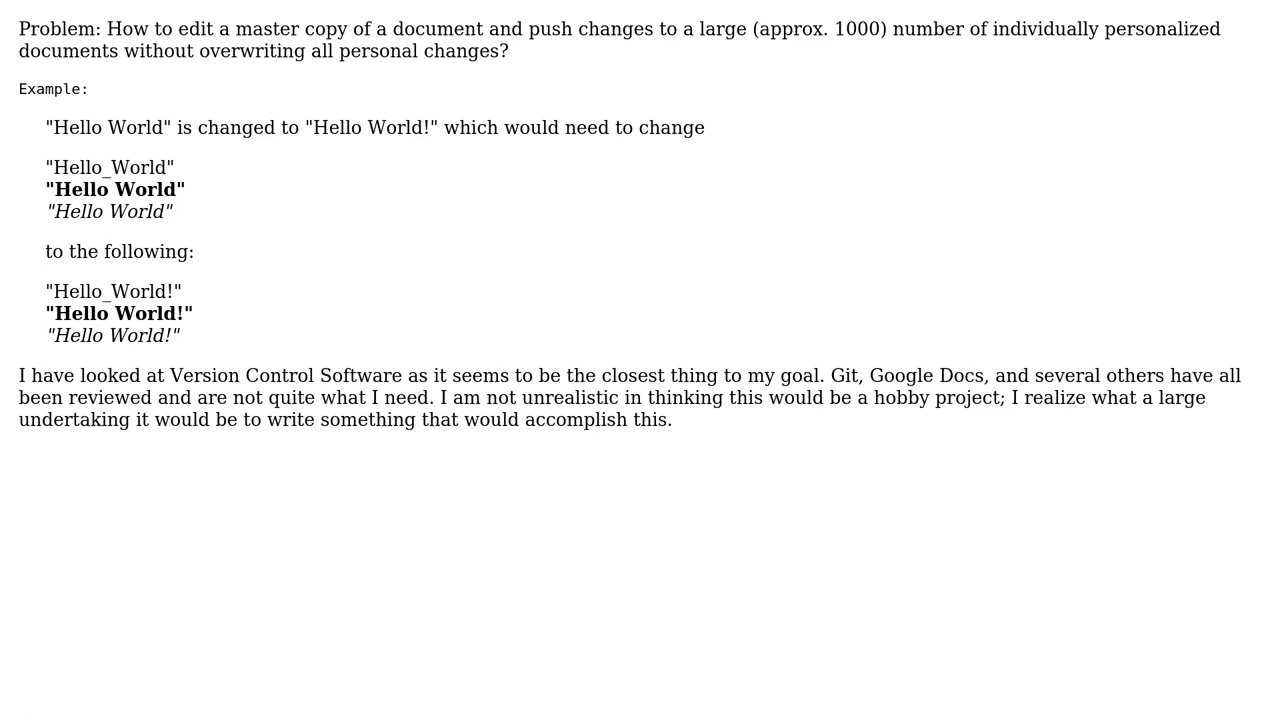 Problem: How to edit a master copy of a document and push changes to a large (approx. 1000) number of individually personalized
documents without overwriting all personal changes?
Example:
"Hello World" is changed to "Hello World!" which would need to change
"Hello_World"
"Hello World"
"Hello World"
to the following:
"Hello_World!"
"Hello World!"
"Hello World!"
I have looked at Version Control Software as it seems to be the closest thing to my goal. Git, Google Docs, and several others have all
been reviewed and are not quite what I need. I am not unrealistic in thinking this would be a hobby project; I realize what a large
undertaking it would be to write something that would accomplish this.